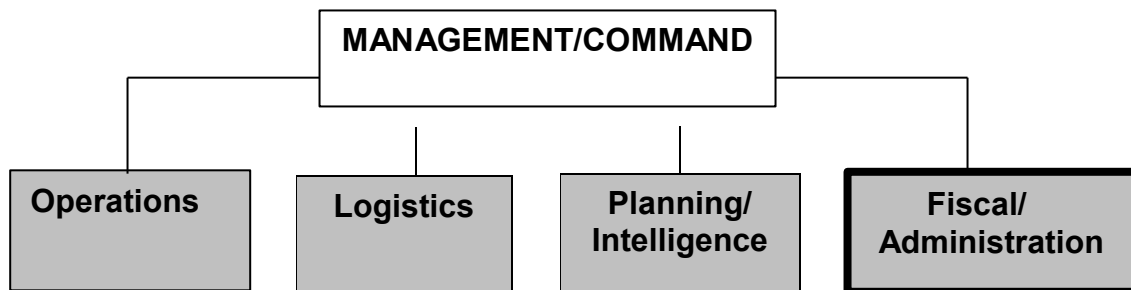 MANAGEMENT/COMMAND
Operations
Logistics
Planning/
Intelligence
Fiscal/
Administration